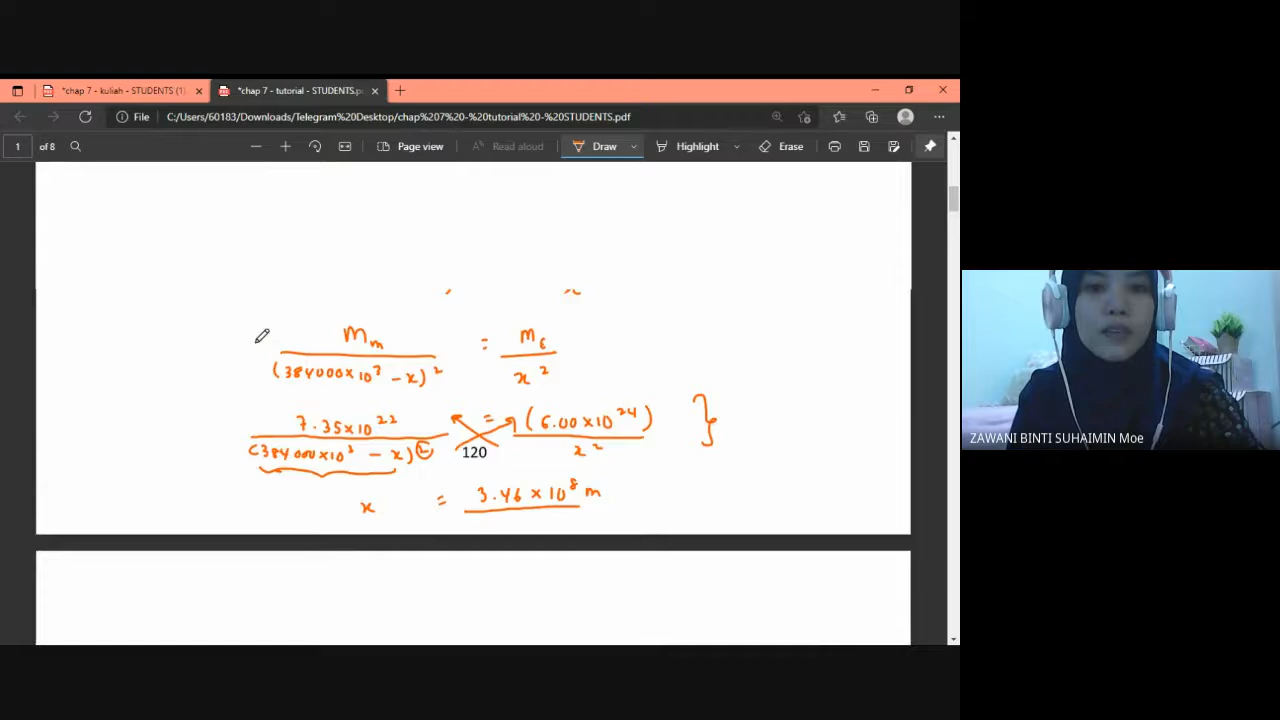 *chap 7 - kuliah - STUDENTS (1)
*chap 7 - tutorial - STUDENTS.p
File
C:/Users/60183/Downloads/Telegram%20Desktop/chap%207%20-%20tutorial%20-%20STUDENTS.pdf
1 of 8
Page view
Read aloud
Draw
Highlight
Erase
Mm / (384000×10³ - x)² = mE / x²
7.35×10²² / (384000×10³ - x)² = (6.00×10²⁴) / x²
120
x = 3.46×10⁸ m
ZAWANI BINTI SUHAIMIN Moe